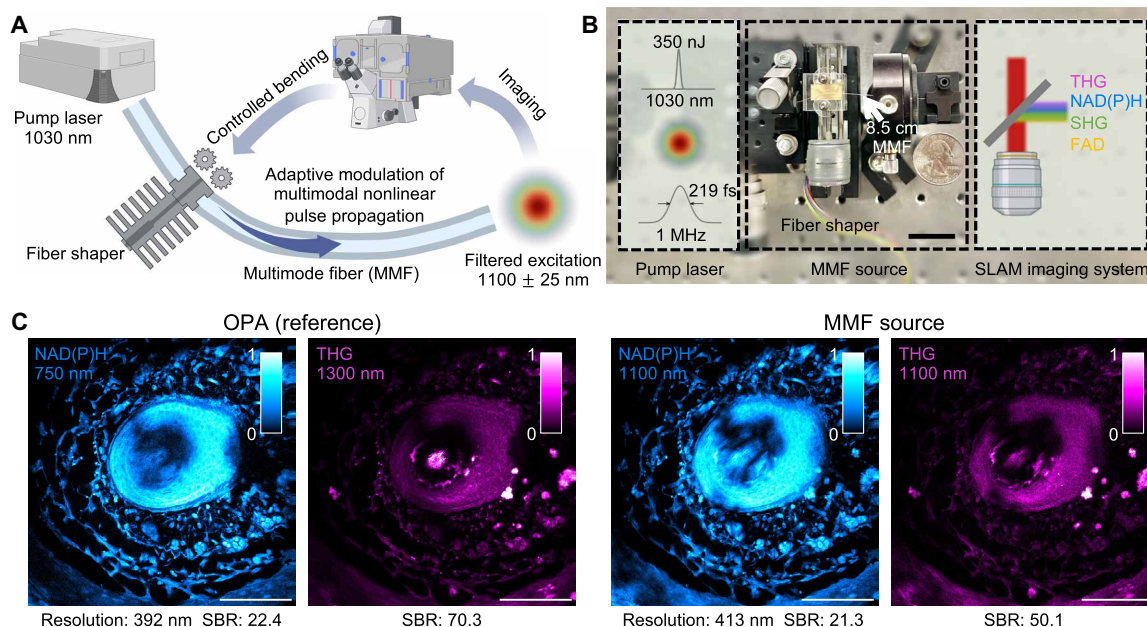 A
Pump laser
1030 nm
Controlled bending
Imaging
Adaptive modulation of
multimodal nonlinear
pulse propagation
Fiber shaper
Multimode fiber (MMF)
Filtered excitation
1100 ± 25 nm
B
350 nJ
1030 nm
219 fs
1 MHz
Pump laser
8.5 cm
MMF
Fiber shaper
MMF source
THG
NAD(P)H
SHG
FAD
SLAM imaging system
C
OPA (reference)
MMF source
NAD(P)H
750 nm
1
0
THG
1300 nm
1
0
NAD(P)H
1100 nm
1
0
THG
1100 nm
1
0
Resolution: 392 nm SBR: 22.4
SBR: 70.3
Resolution: 413 nm SBR: 21.3
SBR: 50.1